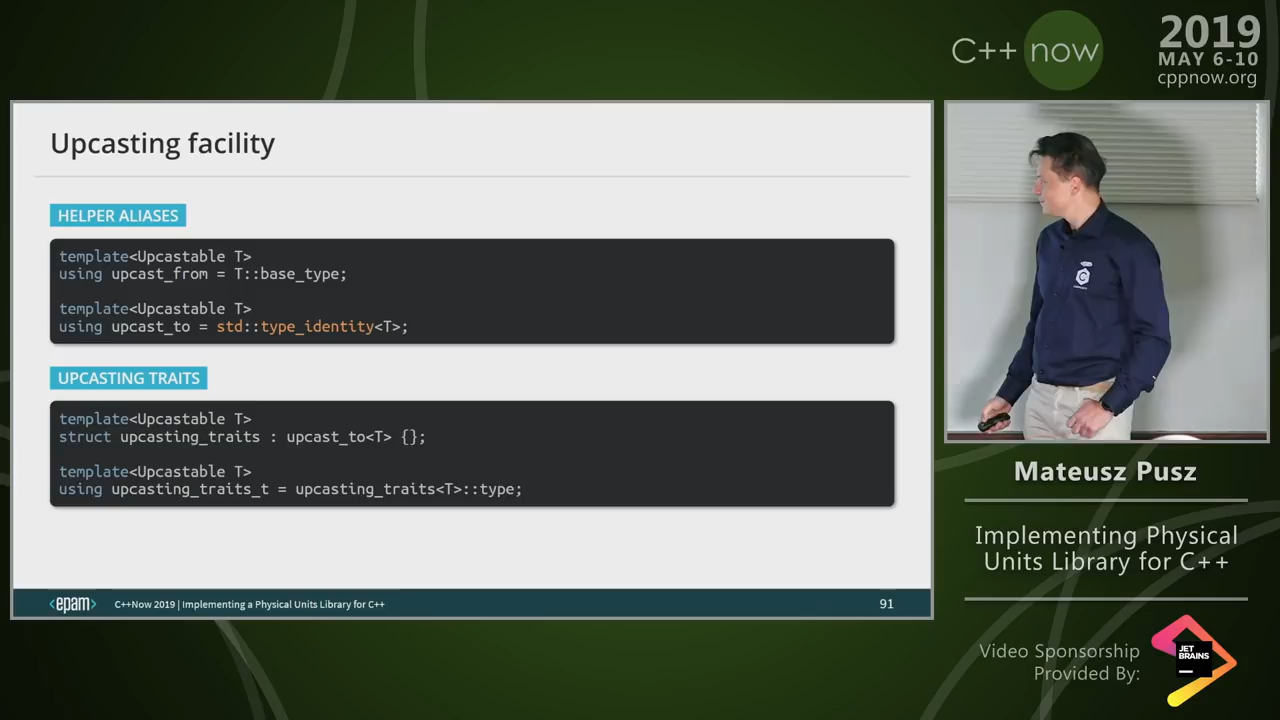 C++ now
2019
MAY 6-10
cppnow.org
Upcasting facility
HELPER ALIASES
template<Upcastable T>
using upcast_from = T::base_type;
template<Upcastable T>
using upcast_to = std::type_identity<T>;
UPCASTING TRAITS
template<Upcastable T>
struct upcasting_traits : upcast_to<T> {};
template<Upcastable T>
using upcasting_traits_t = upcasting_traits<T>::type;
<epam>
C++Now 2019 | Implementing a Physical Units Library for C++
91
Mateusz Pusz
Implementing Physical
Units Library for C++
Video Sponsorship
Provided By:
JET
BRAINS